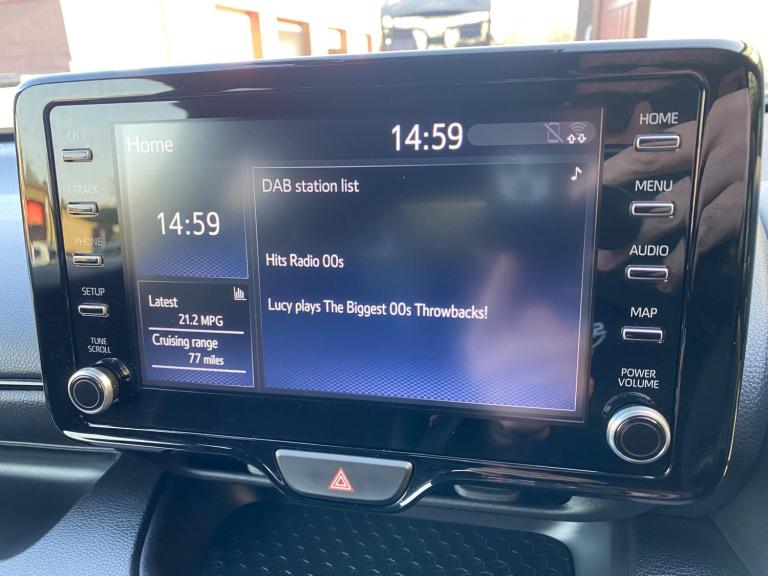 CH >
< TRACK
PHONE
SETUP
TUNE
SCROLL
Home
14:59
14:59
Latest
21.2 MPG
Cruising range
77 miles
DAB station list
Hits Radio 00s
Lucy plays The Biggest 00s Throwbacks!
HOME
MENU
AUDIO
MAP
POWER
VOLUME